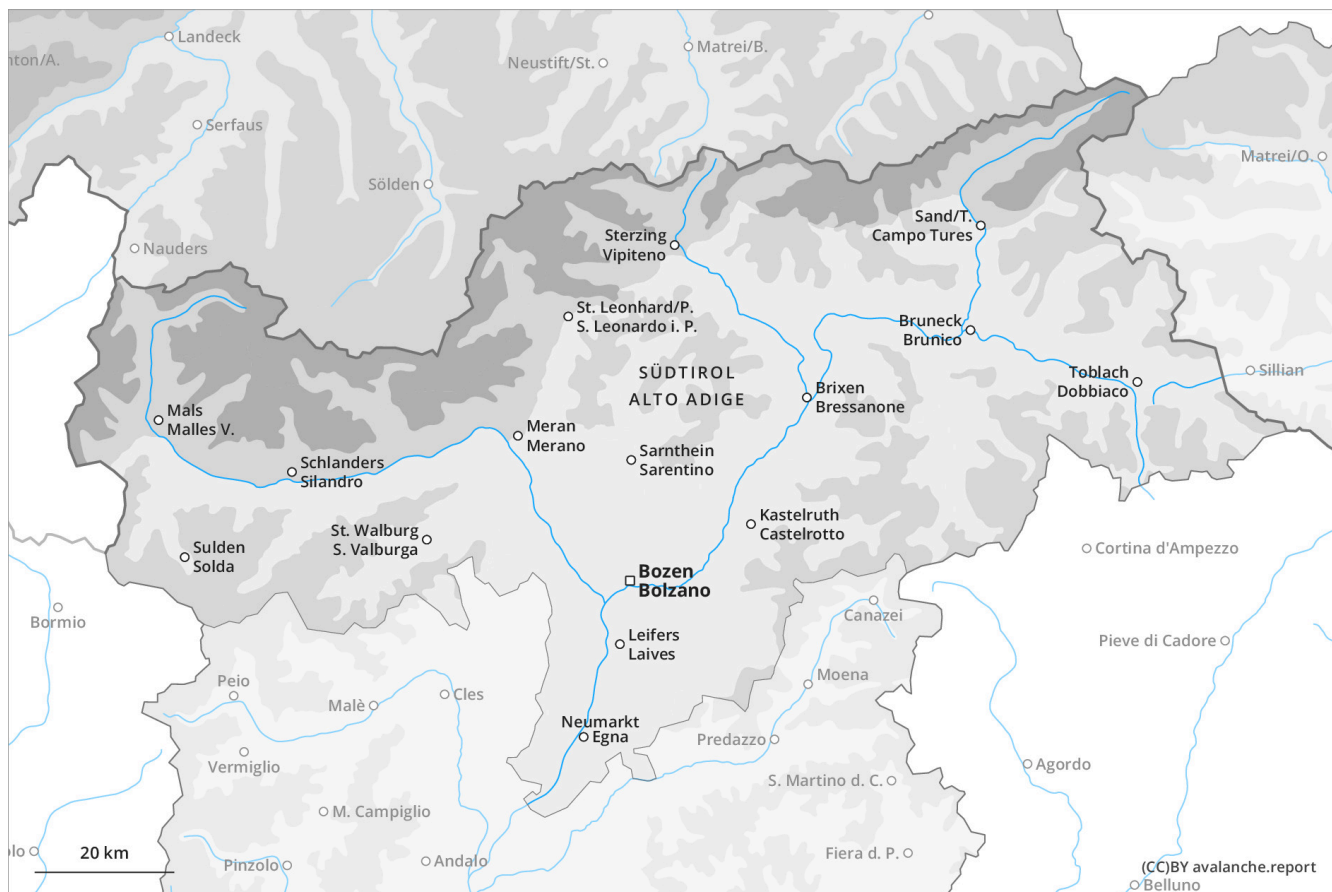 Landeck
nton/A.
Matrei/B.
Neustift/St.
Serfaus
Matrei/O.
Sölden
Sand/T.
Campo Tures
Sterzing
Vipiteno
Nauders
St. Leonhard/P.
S. Leonardo i. P.
Bruneck
Brunico
SÜDTIROL
ALTO ADIGE
Toblach
Dobbiaco
Sillian
Brixen
Bressanone
Mals
Malles V.
Meran
Merano
Schlanders
Silandro
Sarnthein
Sarentino
Kastelruth
Castelrotto
St. Walburg
S. Valburga
Sulden
Solda
Cortina d'Ampezzo
Bozen
Bolzano
Bormio
Canazei
Leifers
Laives
Pieve di Cadore
Peio
Moena
Cles
Malè
Neumarkt
Egna
Predazzo
Vermiglio
Agordo
S. Martino d. C.
M. Campiglio
20 km
olo
Pinzolo
Andalo
Fiera d. P.
(CC)BY avalanche.report
Belluno